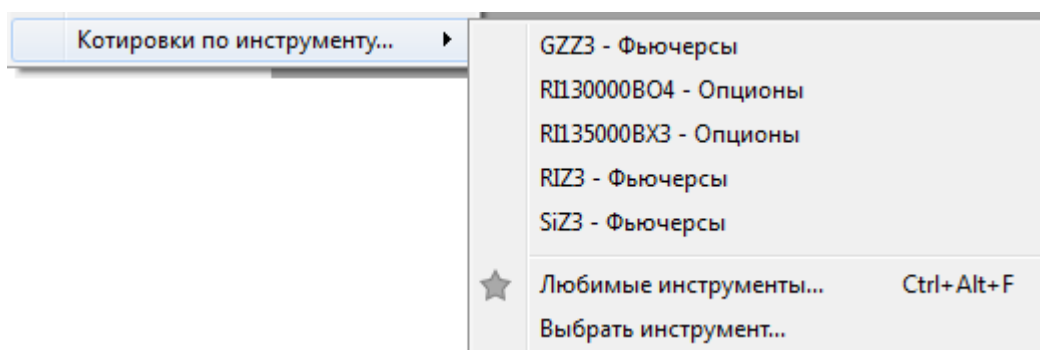 Котировки по инструменту...
GZZ3 - Фьючерсы
RI130000BO4 - Опционы
RI135000BX3 - Опционы
RIZ3 - Фьючерсы
SiZ3 - Фьючерсы
Любимые инструменты... Ctrl+Alt+F
Выбрать инструмент...